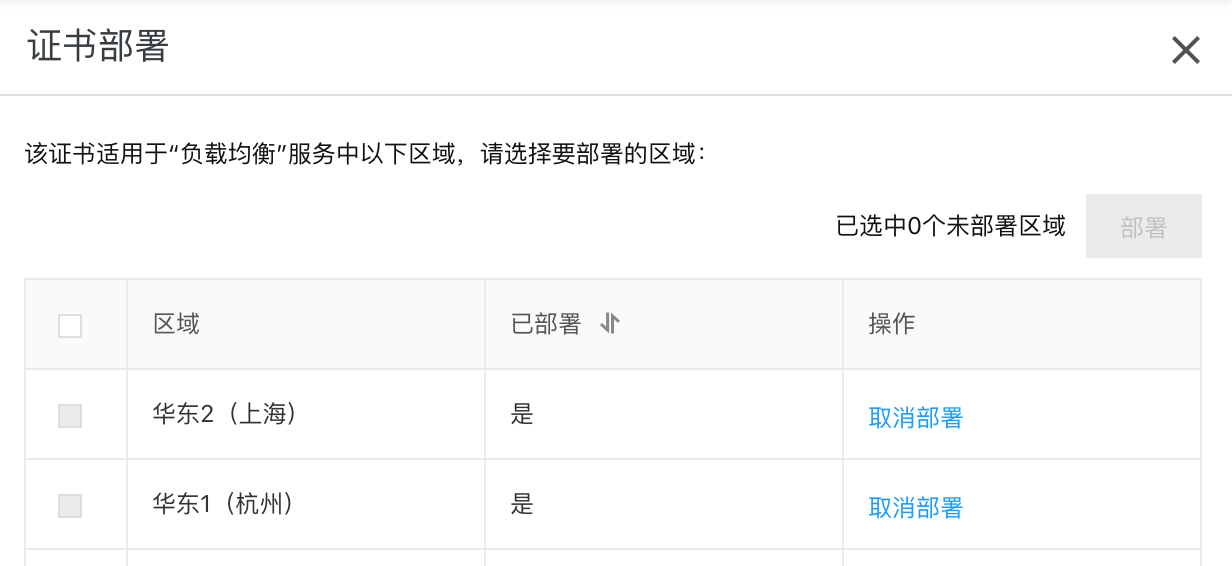 证书部署
该证书适用于“负载均衡”服务中以下区域，请选择要部署的区域：
已选中0个未部署区域 部署
区域 已部署 操作
华东2（上海） 是 取消部署
华东1（杭州） 是 取消部署